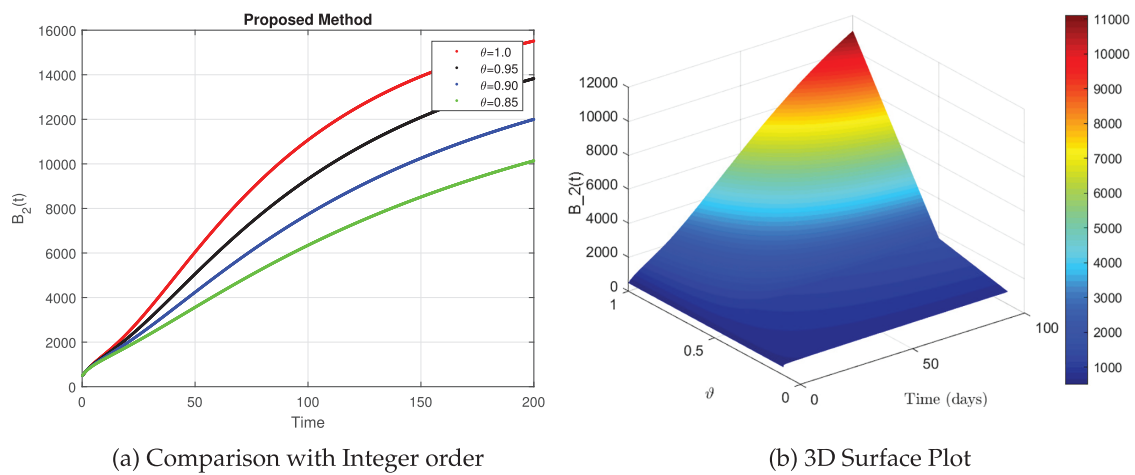 Proposed Method
16000
14000
12000
10000
8000
6000
4000
2000
0
B2(t)
θ=1.0
θ=0.95
θ=0.90
θ=0.85
0 50 100 150 200
Time
(a) Comparison with Integer order
12000
10000
8000
6000
4000
2000
0
B_2(t)
1
0.5
0
ϑ
0
50
100
Time (days)
11000
10000
9000
8000
7000
6000
5000
4000
3000
2000
1000
(b) 3D Surface Plot